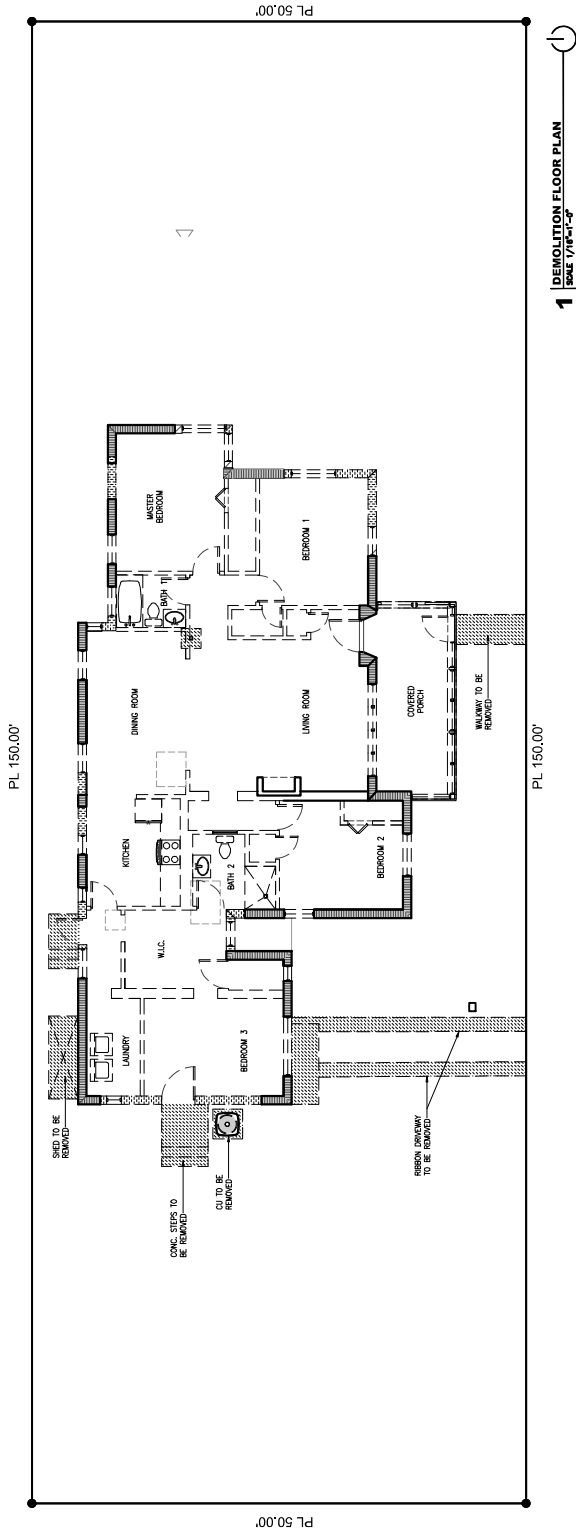 PL 50.00'
PL 150.00'
PL 150.00'
PL 50.00'
MASTER
BEDROOM
BEDROOM 1
BATH 1
DINING ROOM
LIVING ROOM
COVERED
PORCH
WALKWAY TO BE
REMOVED
KITCHEN
BATH 2
BEDROOM 2
W.I.C.
LAUNDRY
BEDROOM 3
SHED TO BE
REMOVED
CONC. STEPS TO
BE REMOVED
CU TO BE
REMOVED
RIBBON DRIVEWAY
TO BE REMOVED
1
DEMOLITION FLOOR PLAN
SCALE 1/16"=1'-0"